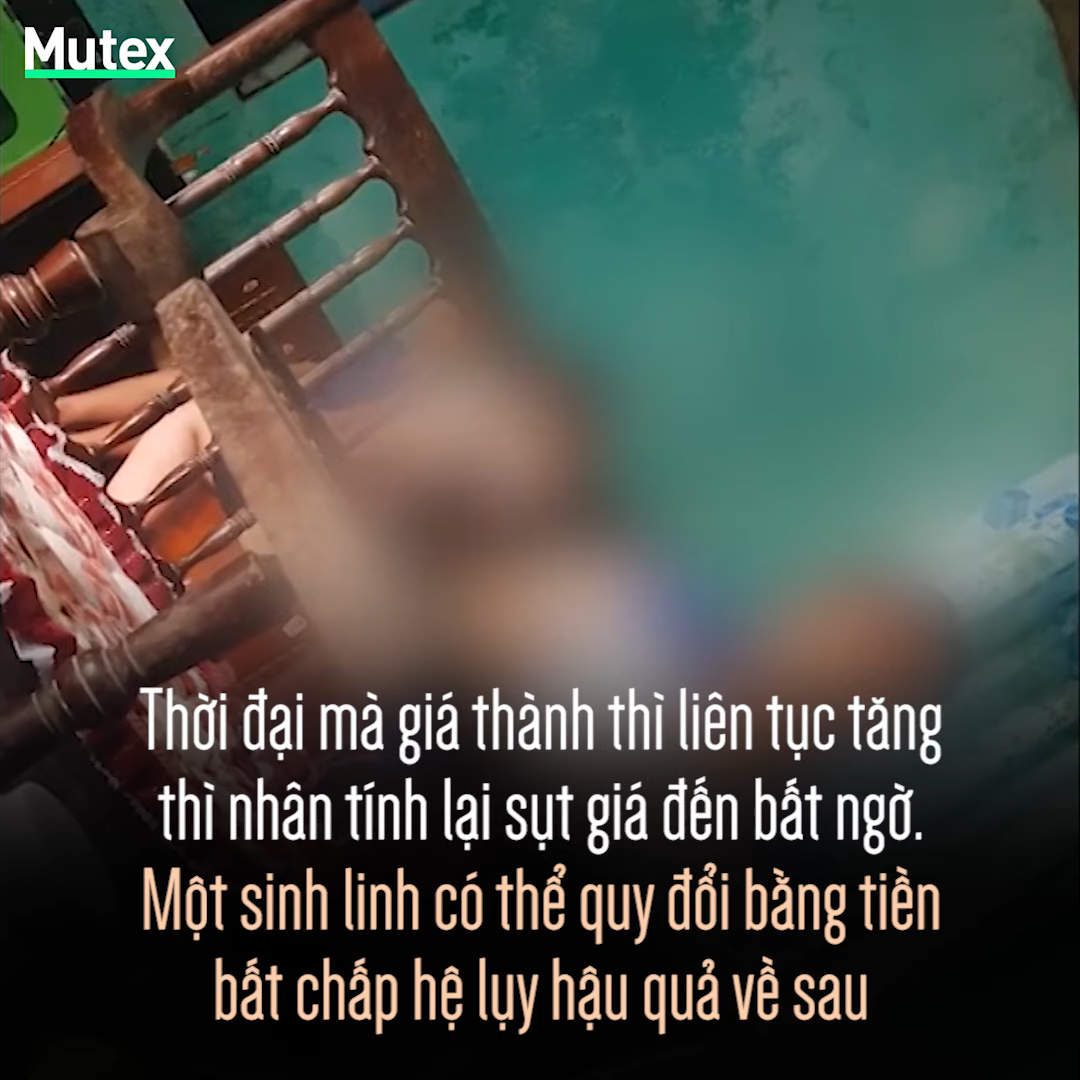 Mutex
Thời đại mà giá thành thì liên tục tăng
thì nhân tính lại sụt giá đến bất ngờ.
Một sinh linh có thể quy đổi bằng tiền
bất chấp hệ lụy hậu quả về sau